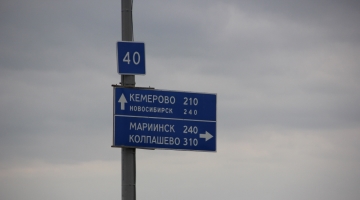 40
КЕМЕРОВО 210
НОВОСИБИРСК 240
МАРИИНСК 240
КОЛПАШЕВО 310